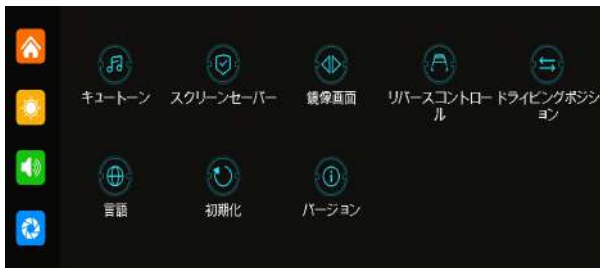 キュートーン
スクリーンセーバー
鏡像画面
リバースコントロー
ル
ドライビングポジシ
ョン
言語
初期化
バージョン